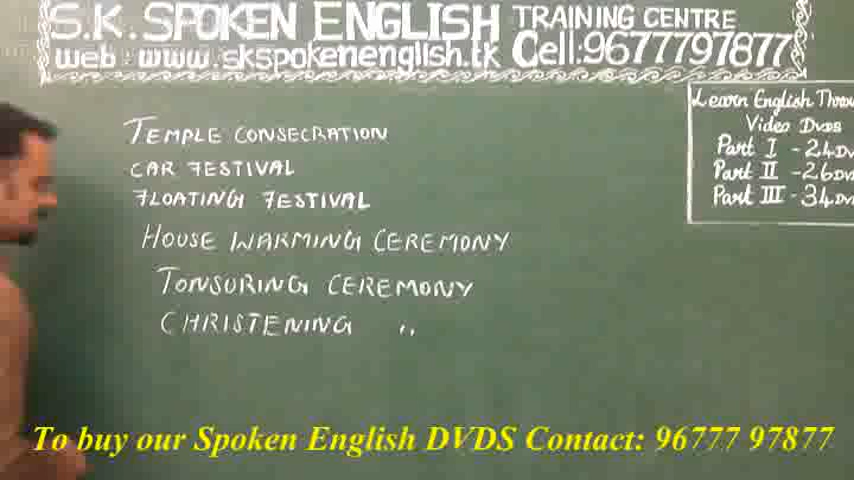 S.K. SPOKEN ENGLISH TRAINING CENTRE
web: www.skspokenenglish.tk Cell:9677797877
Learn English
Video DVDs
Part I - 24
Part II - 26
Part III - 34
TEMPLE CONSECRATION
CAR FESTIVAL
FLOATING FESTIVAL
HOUSE WARMING CEREMONY
TONSURING CEREMONY
CHRISTENING ,,
To buy our Spoken English DVDS Contact: 96777 97877